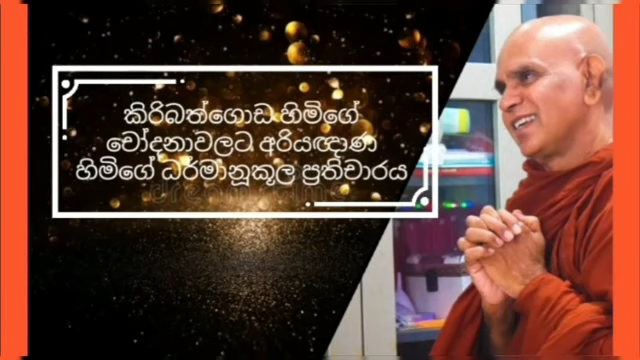 කිරිබත්ගොඩ හිමිගේ
චෝදනාවලට අරියඥාණ
හිමිගේ ධර්මානූකූල ප්‍රතිචාරය